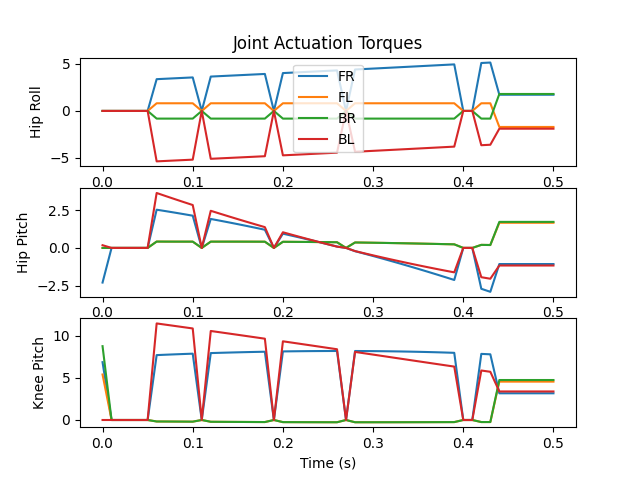 Joint Actuation Torques
Hip Roll
5
0
−5
FR
FL
BR
BL
0.0 0.1 0.2 0.3 0.4 0.5
Hip Pitch
2.5
0.0
−2.5
0.0 0.1 0.2 0.3 0.4 0.5
Knee Pitch
10
5
0
0.0 0.1 0.2 0.3 0.4 0.5
Time (s)